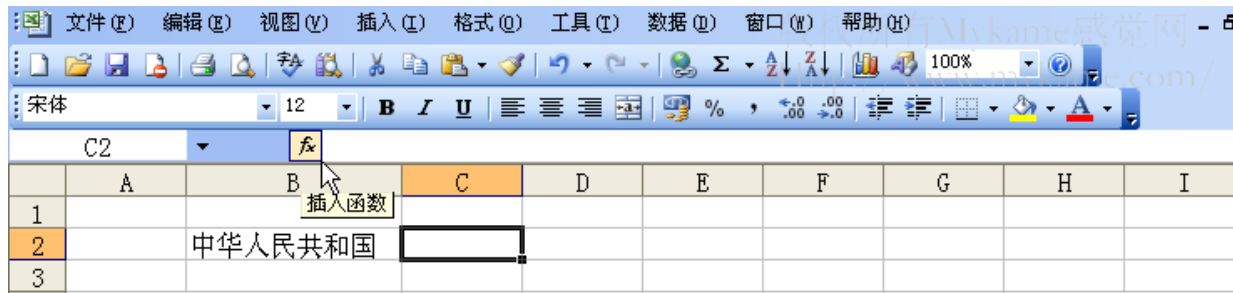 文件(F) 编辑(E) 视图(V) 插入(I) 格式(O) 工具(T) 数据(D) 窗口(W) 帮助(H)
100%
宋体 12 B I U % ,
C2 fx
A B C D E F G H I
插入函数
1
2 中华人民共和国
3